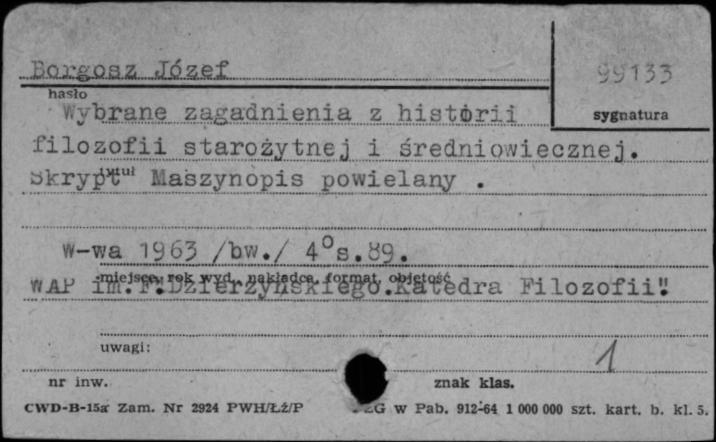 Borgosz Józef
99133
hasło
Wybrane zagadnienia z historii
sygnatura
filozofii starożytnej i średniowiecznej.
tytuł
Skrypt Maszynopis powielany .
W-wa 1963 /bw./ 4°s.89.
miejsce, rok wyd., nakładca, format, objętość
WAP im.F.Dzierżyńskiego.Katedra Filozofii"
uwagi:
1
nr inw.
znak klas.
CWD-B-15a Zam. Nr 2924 PWH/Łź/P
w Pab. 912-64 1 000 000 szt. kart. b. kl. 5.